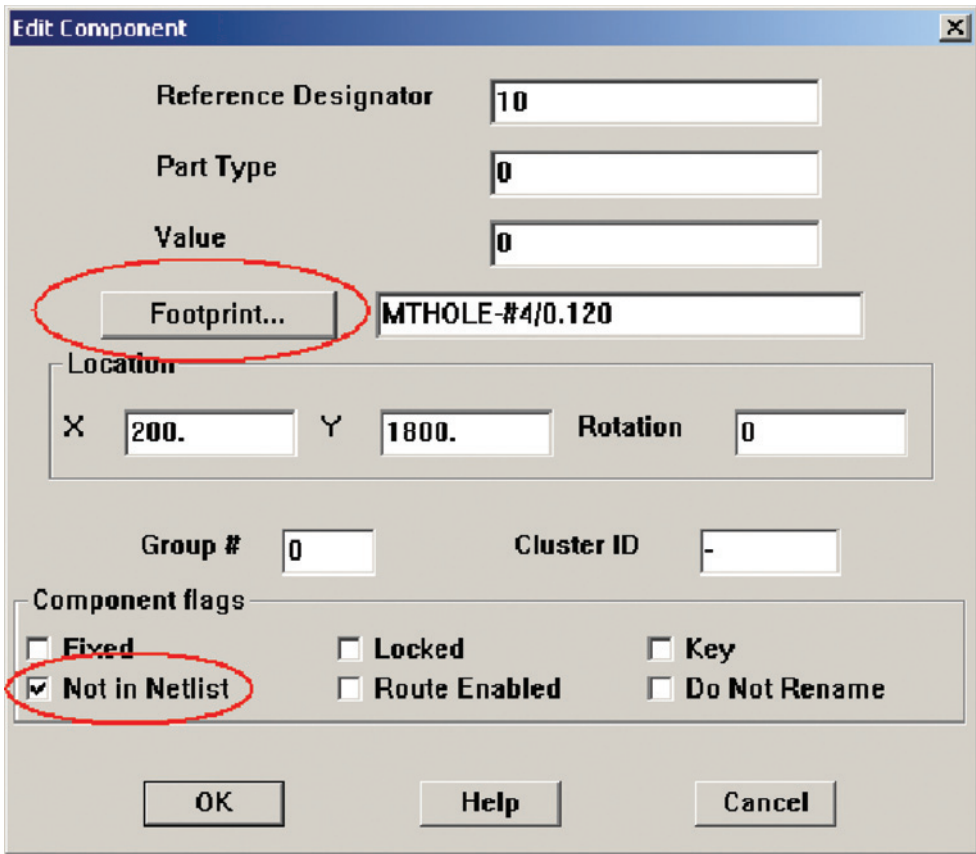 Edit Component
Reference Designator 10
Part Type 0
Value 0
Footprint... MTHOLE-#4/0.120
Location
X 200. Y 1800. Rotation 0
Group # 0 Cluster ID -
Component flags
Fixed Locked Key
Not in Netlist Route Enabled Do Not Rename
OK Help Cancel